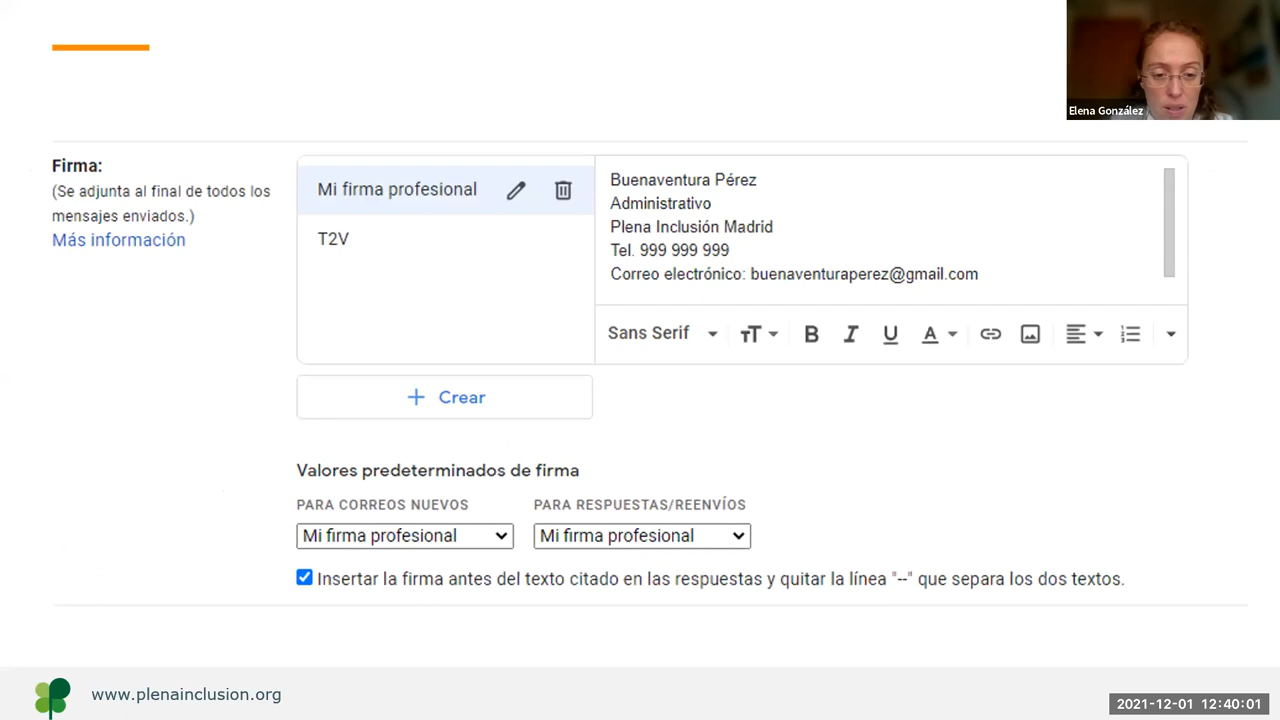 Elena González
Firma:
(Se adjunta al final de todos los
mensajes enviados.)
Más información
Mi firma profesional
T2V
Buenaventura Pérez
Administrativo
Plena Inclusión Madrid
Tel. 999 999 999
Correo electrónico: buenaventuraperez@gmail.com
Sans Serif
TT
B
I
U
A
+ Crear
Valores predeterminados de firma
PARA CORREOS NUEVOS
PARA RESPUESTAS/REENVÍOS
Mi firma profesional
Mi firma profesional
Insertar la firma antes del texto citado en las respuestas y quitar la línea "--" que separa los dos textos.
www.plenainclusion.org
2021-12-01 12:40:01